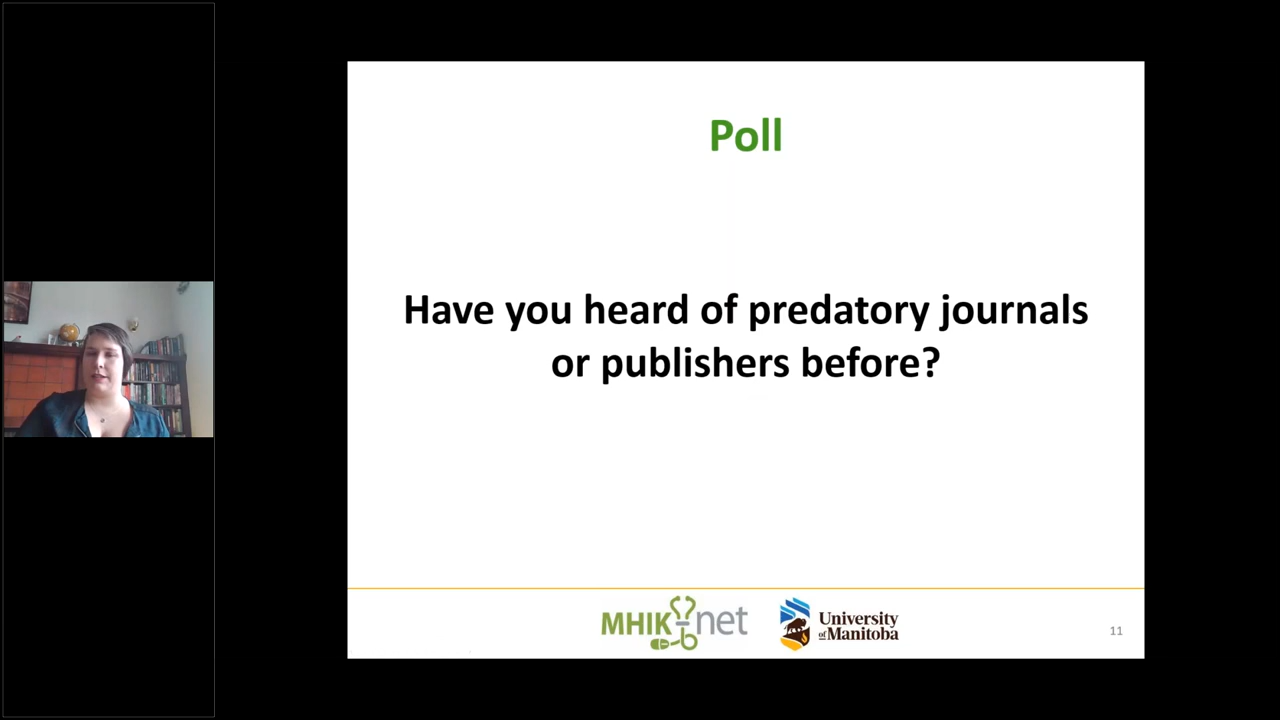 Poll
Have you heard of predatory journals
or publishers before?
MHIK-net
University
of Manitoba
11